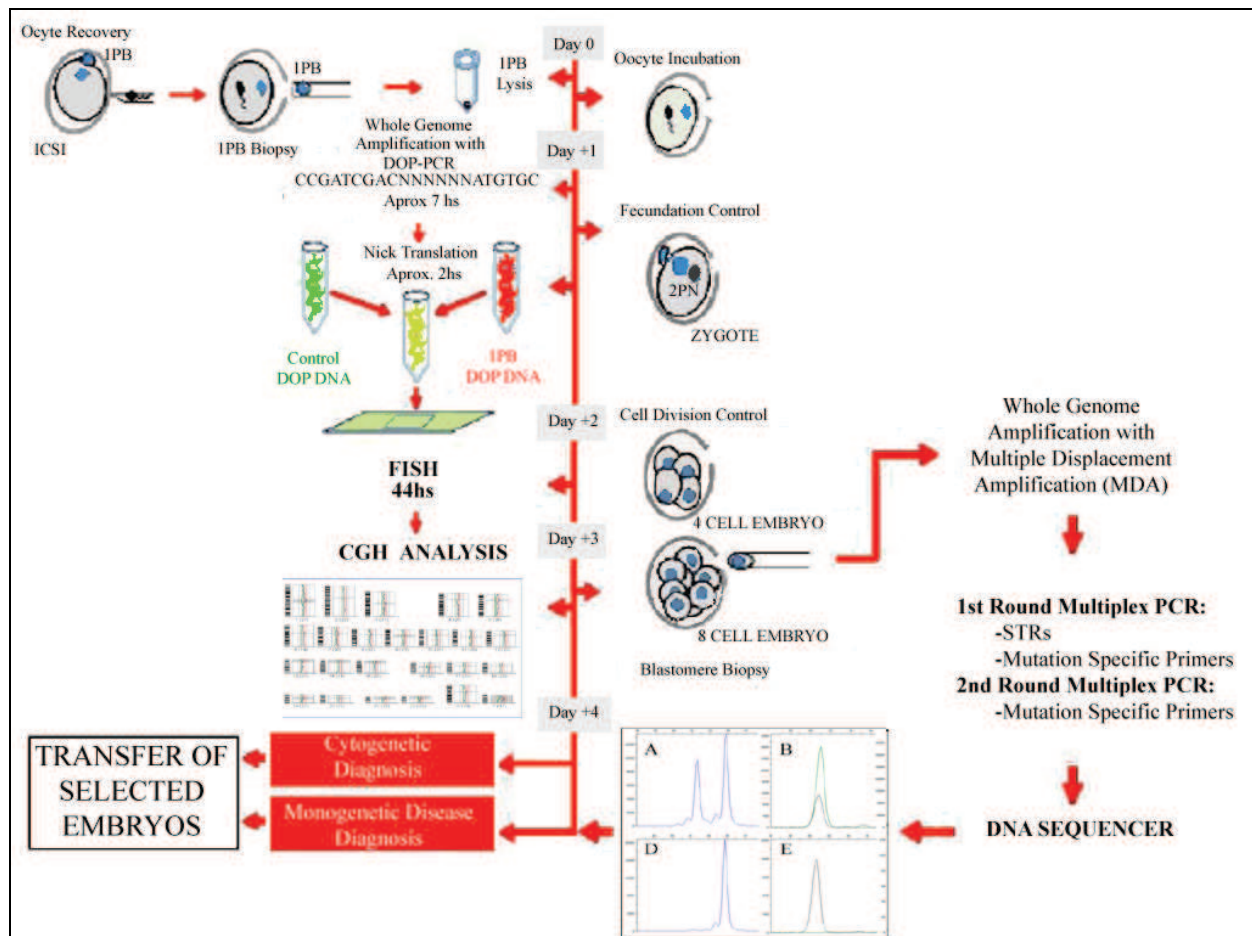 Ocyte Recovery
1PB
ICSI
1PB
1PB Biopsy
1PB
Lysis
Whole Genome
Amplification with
DOP-PCR
CCGATCGACNNNNNNATGTGC
Aprox 7 hs
Nick Translation
Aprox. 2hs
Control
DOP DNA
1PB
DOP DNA
FISH
44hs
CGH ANALYSIS
Day 0
Day +1
Day +2
Day +3
Day +4
Oocyte Incubation
Fecundation Control
2PN
ZYGOTE
Cell Division Control
4 CELL EMBRYO
8 CELL EMBRYO
Blastomere Biopsy
Whole Genome
Amplification with
Multiple Displacement
Amplification (MDA)
1st Round Multiplex PCR:
-STRs
-Mutation Specific Primers
2nd Round Multiplex PCR:
-Mutation Specific Primers
DNA SEQUENCER
A
B
D
E
Cytogenetic
Diagnosis
Monogenetic Disease
Diagnosis
TRANSFER OF
SELECTED
EMBRYOS